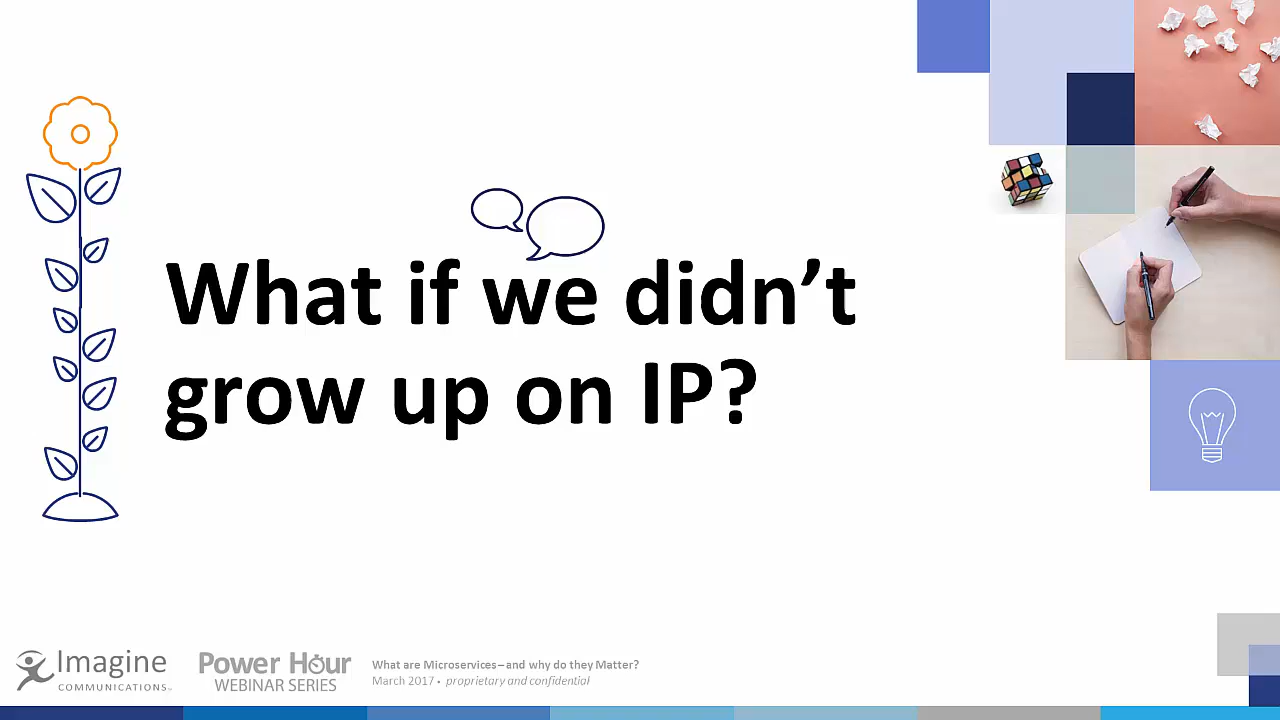 What if we didn’t
grow up on IP?
Imagine
COMMUNICATIONS
Power Hour
WEBINAR SERIES
What are Microservices–and why do they Matter?
March 2017 • proprietary and confidential